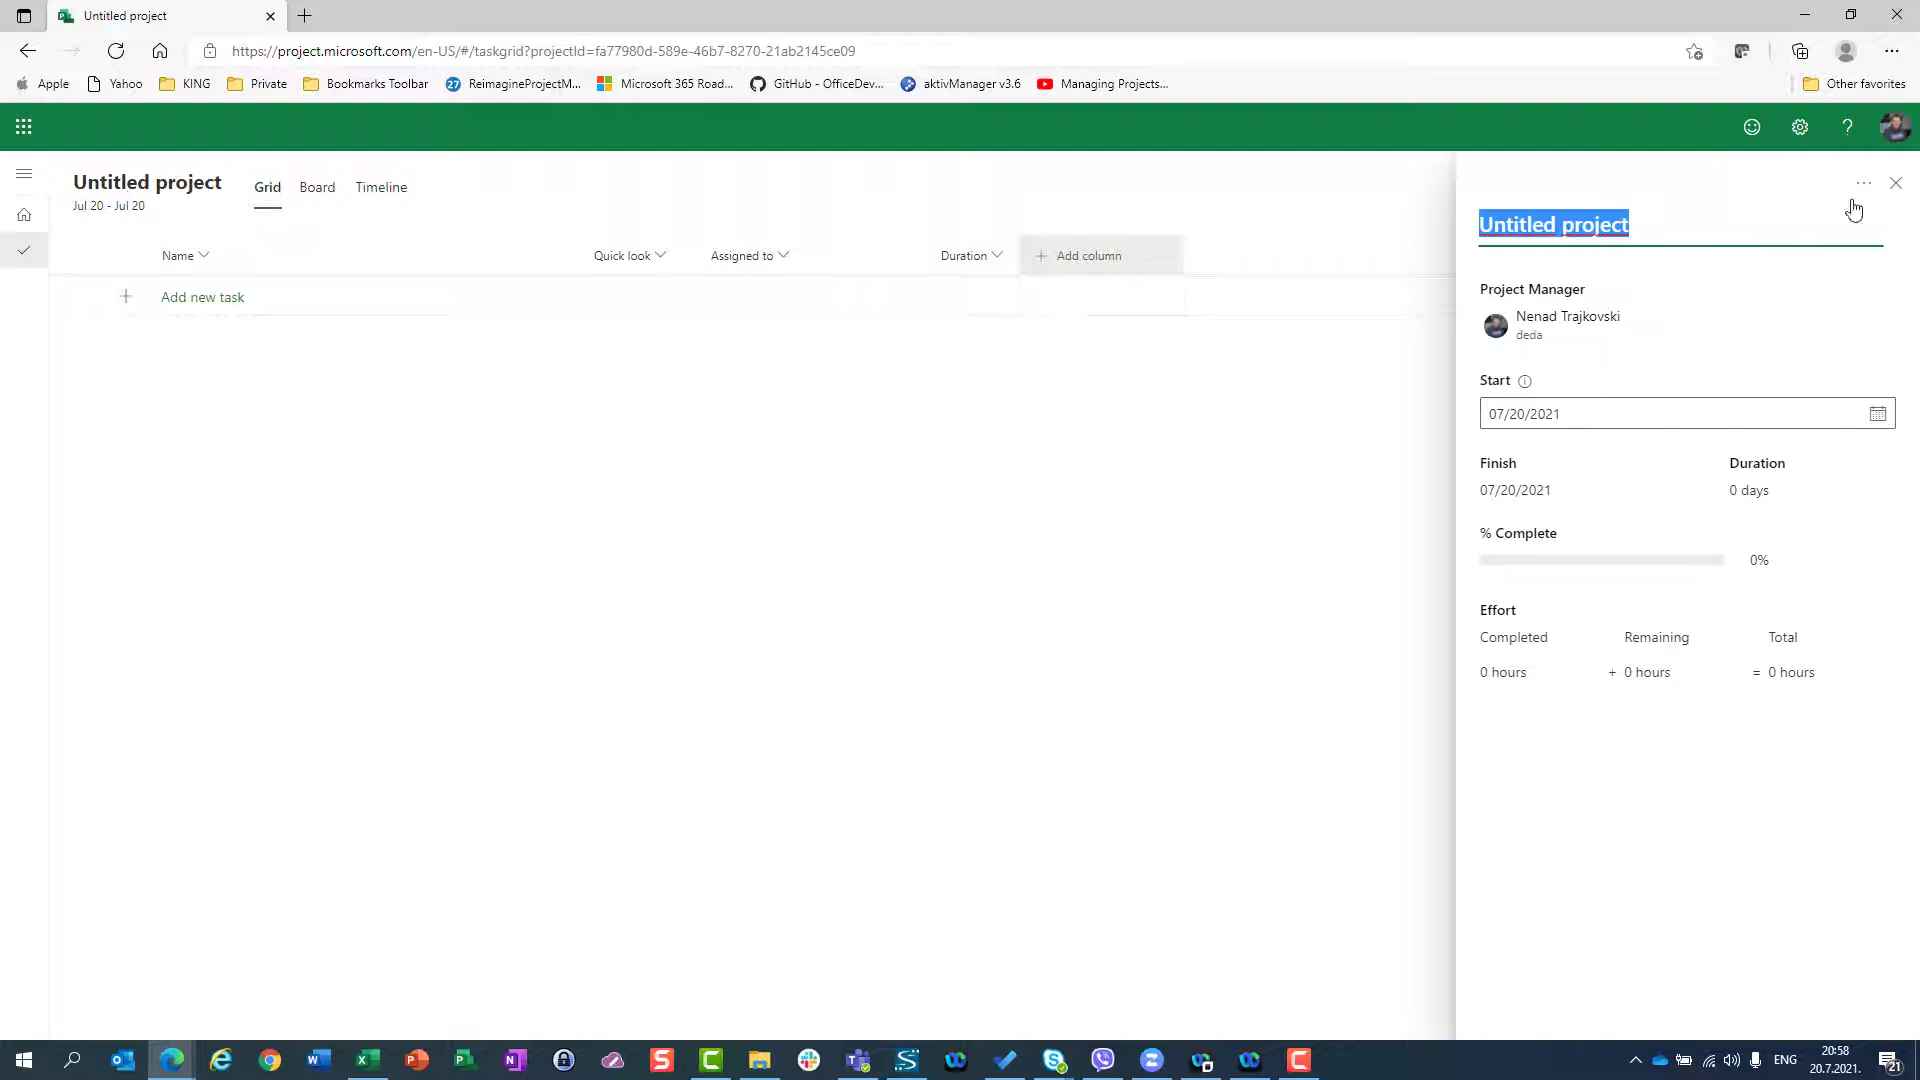 Untitled project
https://project.microsoft.com/en-US/#/taskgrid?projectId=fa77980d-589e-46b7-8270-21ab2145ce09
Apple Yahoo KING Private Bookmarks Toolbar ReimagineProjectM... Microsoft 365 Road... GitHub - OfficeDev... aktivManager v3.6 Managing Projects... Other favorites
Untitled project Grid Board Timeline
Jul 20 - Jul 20
Name Quick look Assigned to Duration Add column
Add new task
Untitled project
Project Manager
Nenad Trajkovski
deda
Start
07/20/2021
Finish Duration
07/20/2021 0 days
% Complete
0%
Effort
Completed Remaining Total
0 hours + 0 hours = 0 hours
ENG
20:58
20.7.2021.
21